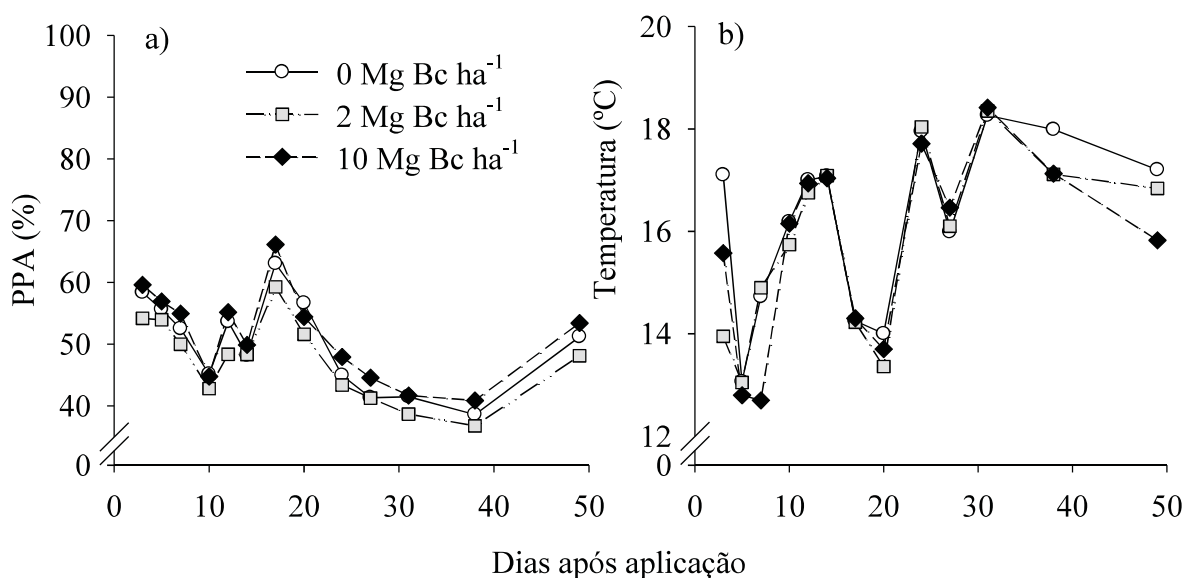 a)
PPA (%)
100
90
80
70
60
50
40
0
0 Mg Bc ha⁻¹
2 Mg Bc ha⁻¹
10 Mg Bc ha⁻¹
0 10 20 30 40 50
b)
Temperatura (ºC)
20
18
16
14
12
0
0 10 20 30 40 50
Dias após aplicação